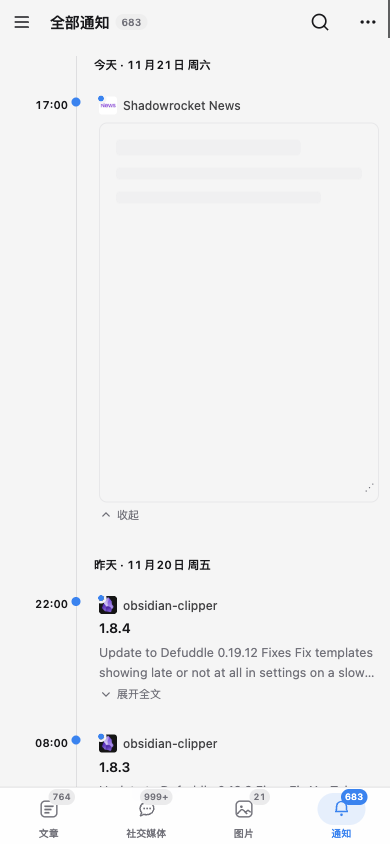 全部通知 683
今天 · 11月21日 周六
17:00
NEWS
Shadowrocket News
收起
昨天 · 11月20日 周五
22:00
obsidian-clipper
1.8.4
Update to Defuddle 0.19.12 Fixes Fix templates
showing late or not at all in settings on a slow...
展开全文
08:00
obsidian-clipper
1.8.3
764
999+
21
683
文章
社交媒体
图片
通知